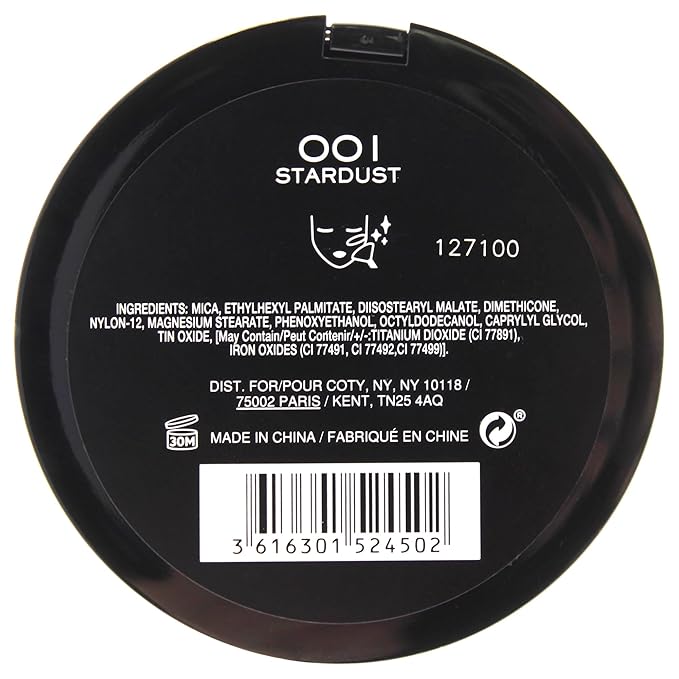 001
STARDUST
127100
INGREDIENTS: MICA, ETHYLHEXYL PALMITATE, DIISOSTEARYL MALATE, DIMETHICONE,
NYLON-12, MAGNESIUM STEARATE, PHENOXYETHANOL, OCTYLDODECANOL, CAPRYLYL GLYCOL,
TIN OXIDE, [May Contain/Peut Contenir/+/-:TITANIUM DIOXIDE (CI 77891),
IRON OXIDES (CI 77491, CI 77492,CI 77499)].
DIST. FOR/POUR COTY, NY, NY 10118 /
75002 PARIS / KENT, TN25 4AQ
30M MADE IN CHINA / FABRIQUÉ EN CHINE ®
3 616301 524502